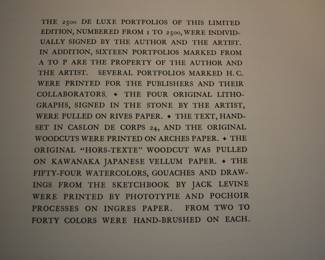 THE 2500 DE LUXE PORTFOLIOS OF THIS LIMITED
EDITION, NUMBERED FROM 1 TO 2500, WERE INDIVID-
UALLY SIGNED BY THE AUTHOR AND THE ARTIST.
IN ADDITION, SIXTEEN PORTFOLIOS MARKED FROM
A TO P ARE THE PROPERTY OF THE AUTHOR AND
THE ARTIST. SEVERAL PORTFOLIOS MARKED H.C.
WERE PRINTED FOR THE PUBLISHERS AND THEIR
COLLABORATORS. • THE FOUR ORIGINAL LITHO-
GRAPHS, SIGNED IN THE STONE BY THE ARTIST,
WERE PULLED ON RIVES PAPER. • THE TEXT, HAND-
SET IN CASLON DE CORPS 24, AND THE ORIGINAL
WOODCUTS WERE PRINTED ON ARCHES PAPER. • THE
ORIGINAL "HORS-TEXTE" WOODCUT WAS PULLED
ON KAWANAKA JAPANESE VELLUM PAPER. • THE
FIFTY-FOUR WATERCOLORS, GOUACHES AND DRAW-
INGS FROM THE SKETCHBOOK BY JACK LEVINE
WERE PRINTED BY PHOTOTYPIE AND POCHOIR
PROCESSES ON INGRES PAPER. FROM TWO TO
FORTY COLORS WERE HAND-BRUSHED ON EACH.